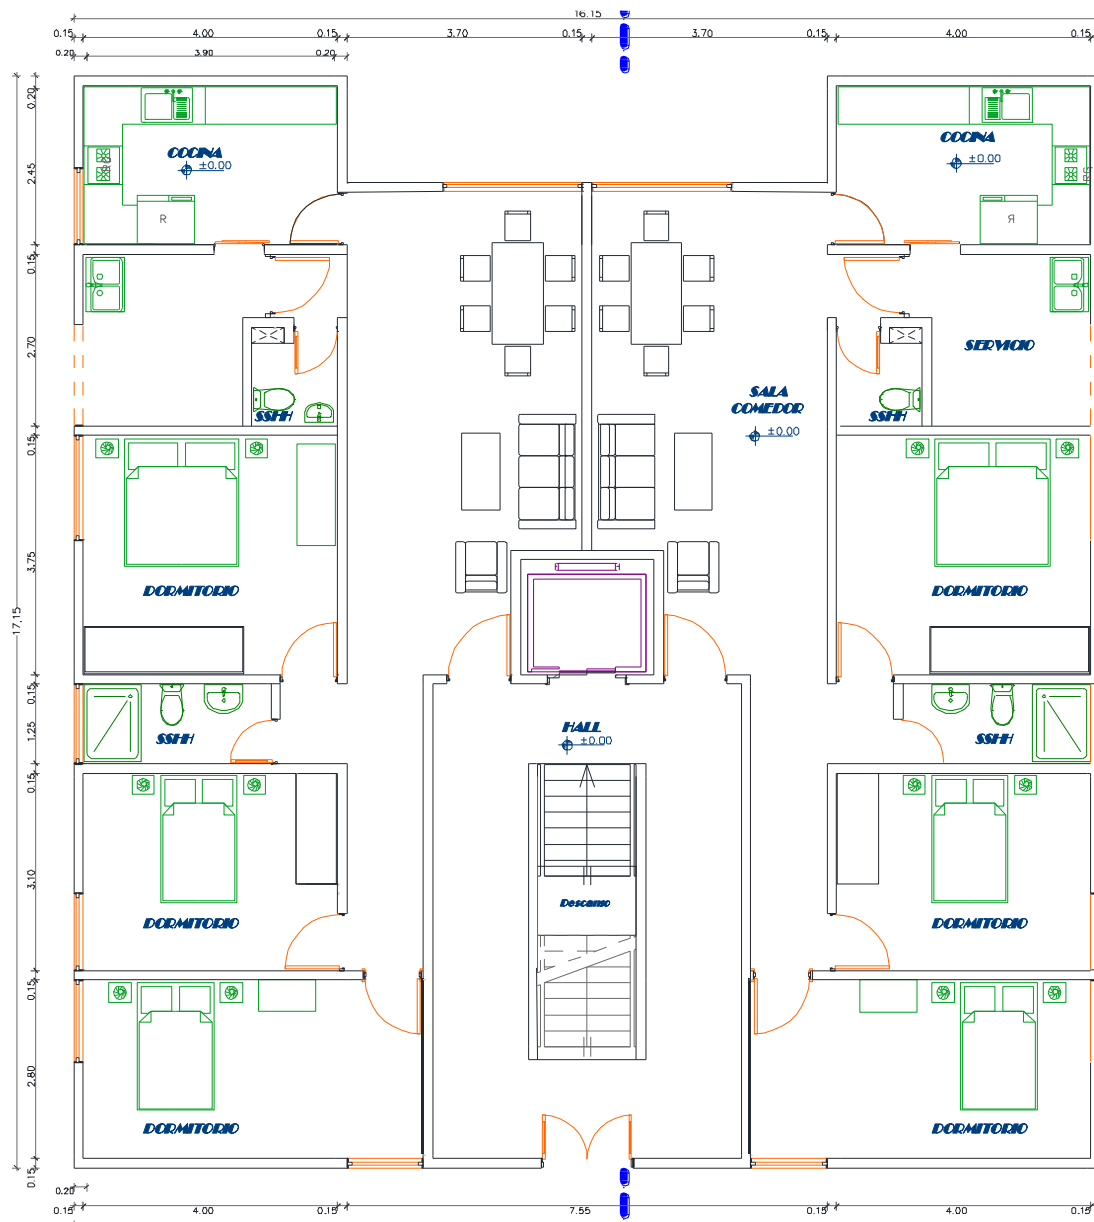 16.15
0.15 4.00 0.15 3.70 0.15 3.70 0.15 4.00 0.15
0.20 3.90 0.20
0.20
COCINA
±0.00
COCINA
±0.00
2.45
R
R
0.15
2.70
SERVICIO
SALA
COMEDOR
±0.00
SSHH
SSHH
0.15
3.75
DORMITORIO
DORMITORIO
17.15
0.15
1.25
SSHH
HALL
±0.00
SSHH
0.15
3.10
Descanso
DORMITORIO
DORMITORIO
0.15
2.80
DORMITORIO
DORMITORIO
0.15
0.20
0.15 4.00 0.15 7.55 0.15 4.00 0.15